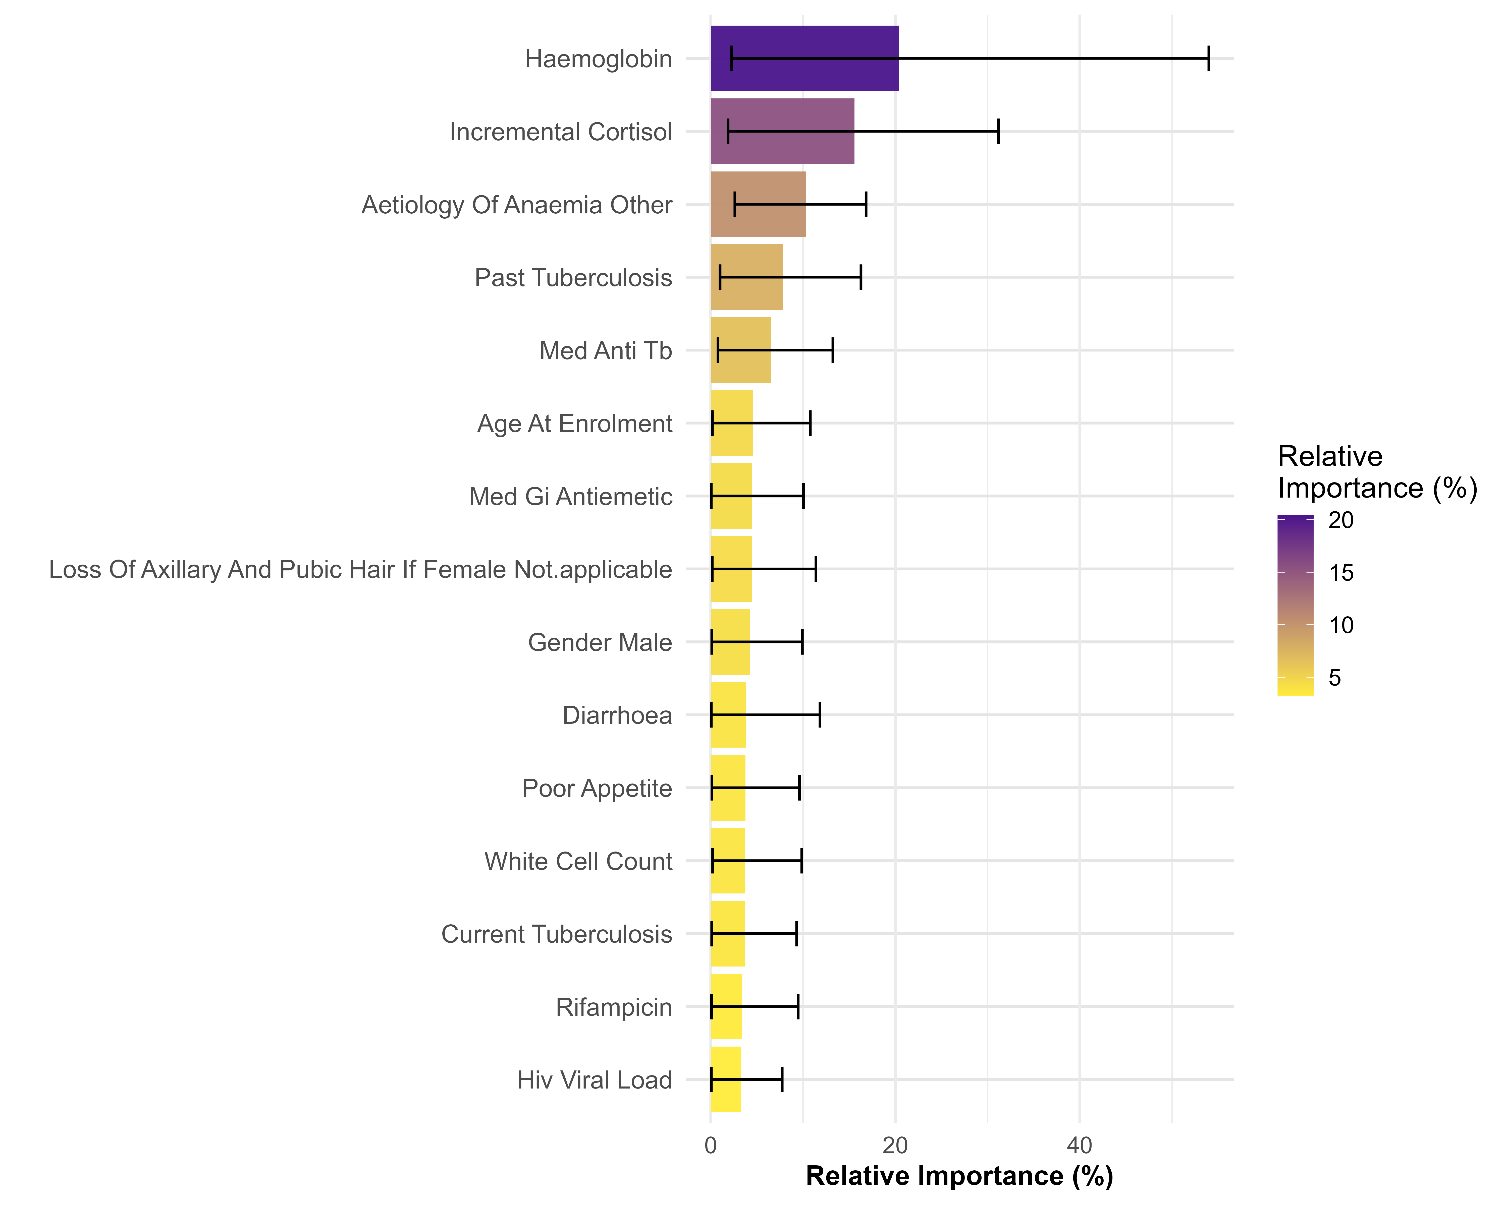 Haemoglobin
Incremental Cortisol
Aetiology Of Anaemia Other
Past Tuberculosis
Med Anti Tb
Age At Enrolment
Med Gi Antiemetic
Loss Of Axillary And Pubic Hair If Female Not.applicable
Gender Male
Diarrhoea
Poor Appetite
White Cell Count
Current Tuberculosis
Rifampicin
Hiv Viral Load
0 20 40
Relative Importance (%)
Relative
Importance (%)
20
15
10
5